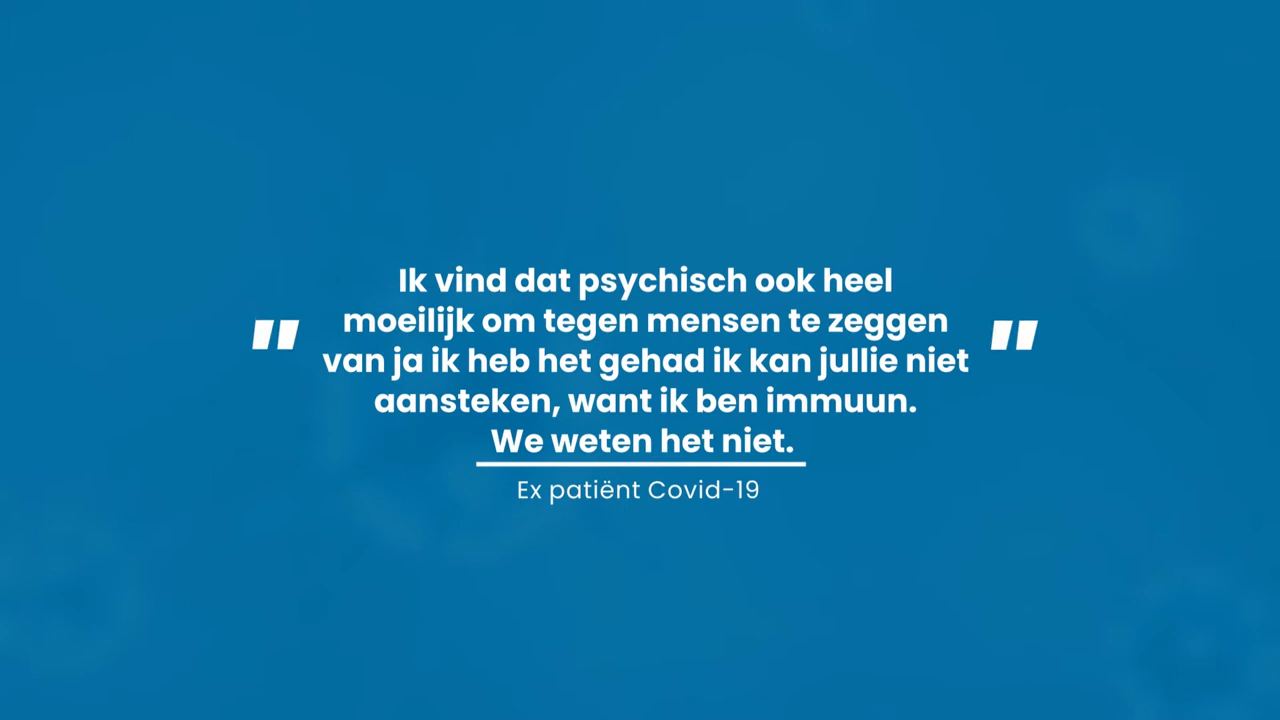 Ik vind dat psychisch ook heel
moeilijk om tegen mensen te zeggen
" van ja ik heb het gehad ik kan jullie niet "
aansteken, want ik ben immuun.
We weten het niet.
Ex patiënt Covid-19